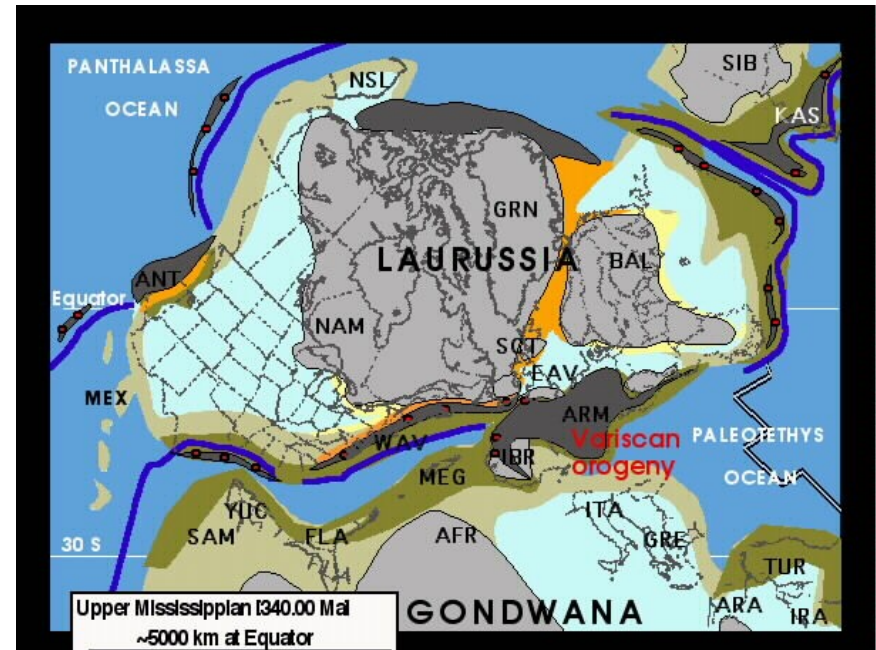 PANTHALASSA
OCEAN
NSL
SIB
KAS
GRN
LAURUSSIA
BAL
ANT
Equator
NAM
SCT
EAV
MEX
ARM
WAV
Variscan
orogeny
PALEOTETHYS
OCEAN
IBR
MEG
YUC
SAM
FLA
AFR
ITA
GRE
30 S
TUR
GONDWANA
ARA
IRA
Upper Mississippian [340.00 Ma]
~5000 km at Equator